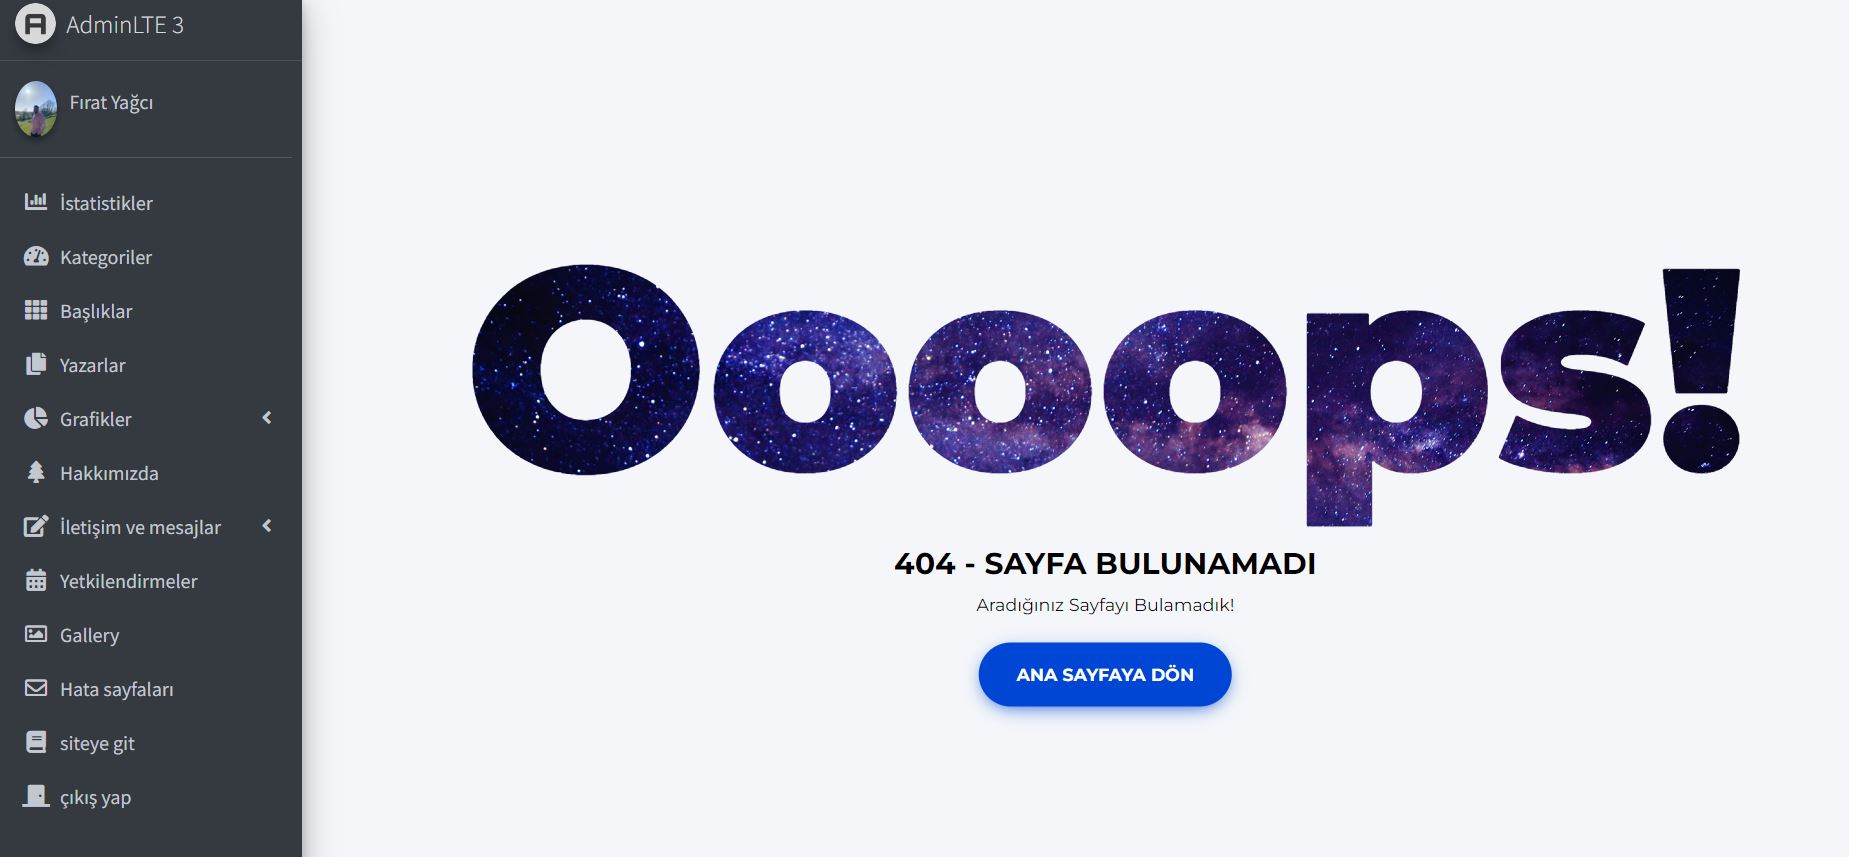 AdminLTE 3
Fırat Yağcı
İstatistikler
Kategoriler
Başlıklar
Yazarlar
Grafikler
Hakkımızda
İletişim ve mesajlar
Yetkilendirmeler
Gallery
Hata sayfaları
siteye git
çıkış yap
Oooops!
404 - SAYFA BULUNAMADI
Aradığınız Sayfayı Bulamadık!
ANA SAYFAYA DÖN